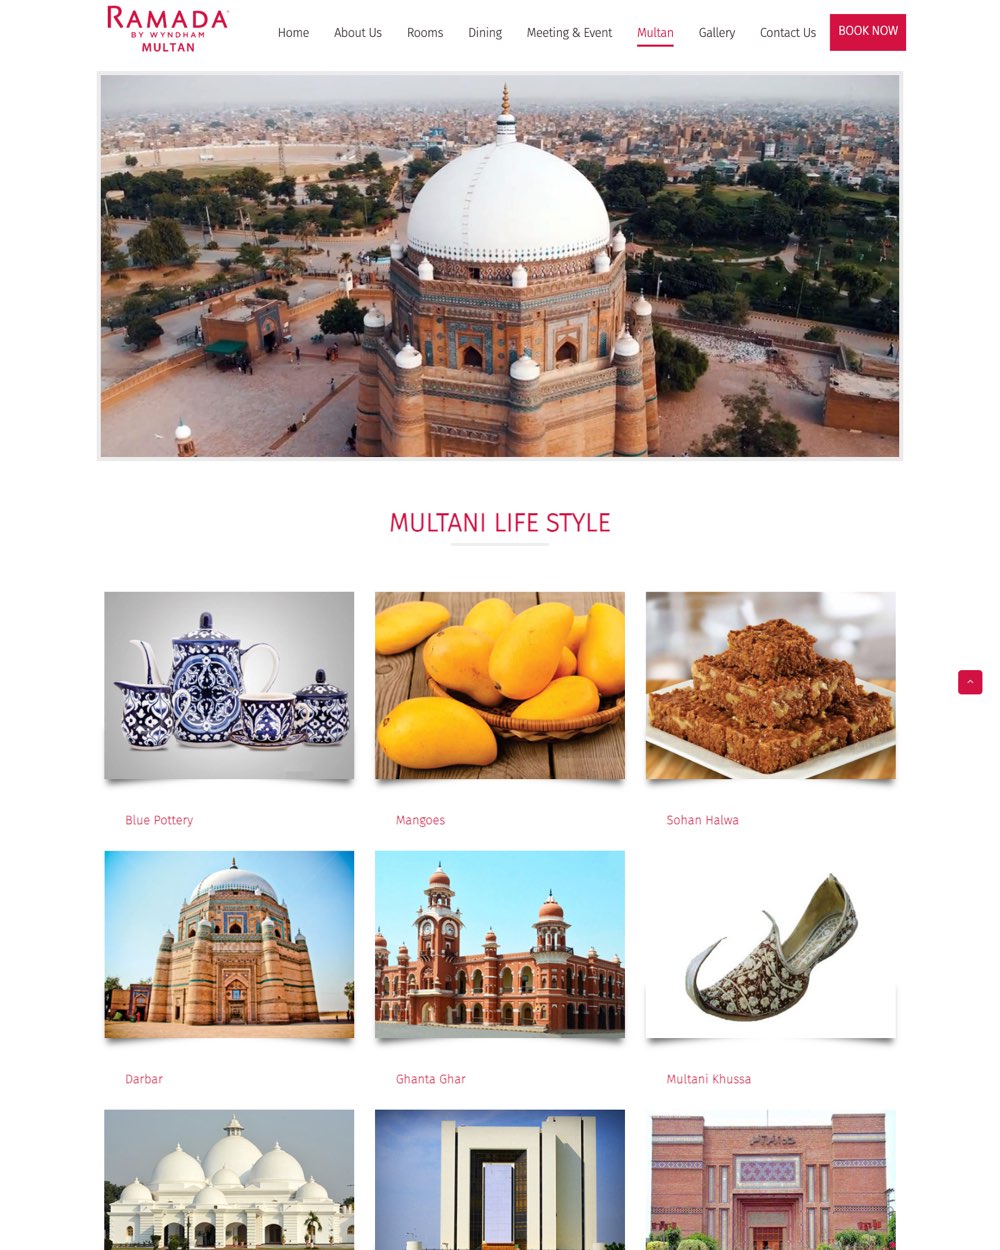 RAMADA
BY WYNDHAM
MULTAN
Home
About Us
Rooms
Dining
Meeting & Event
Multan
Gallery
Contact Us
BOOK NOW
MULTANI LIFE STYLE
Blue Pottery
Mangoes
Sohan Halwa
Darbar
Ghanta Ghar
Multani Khussa